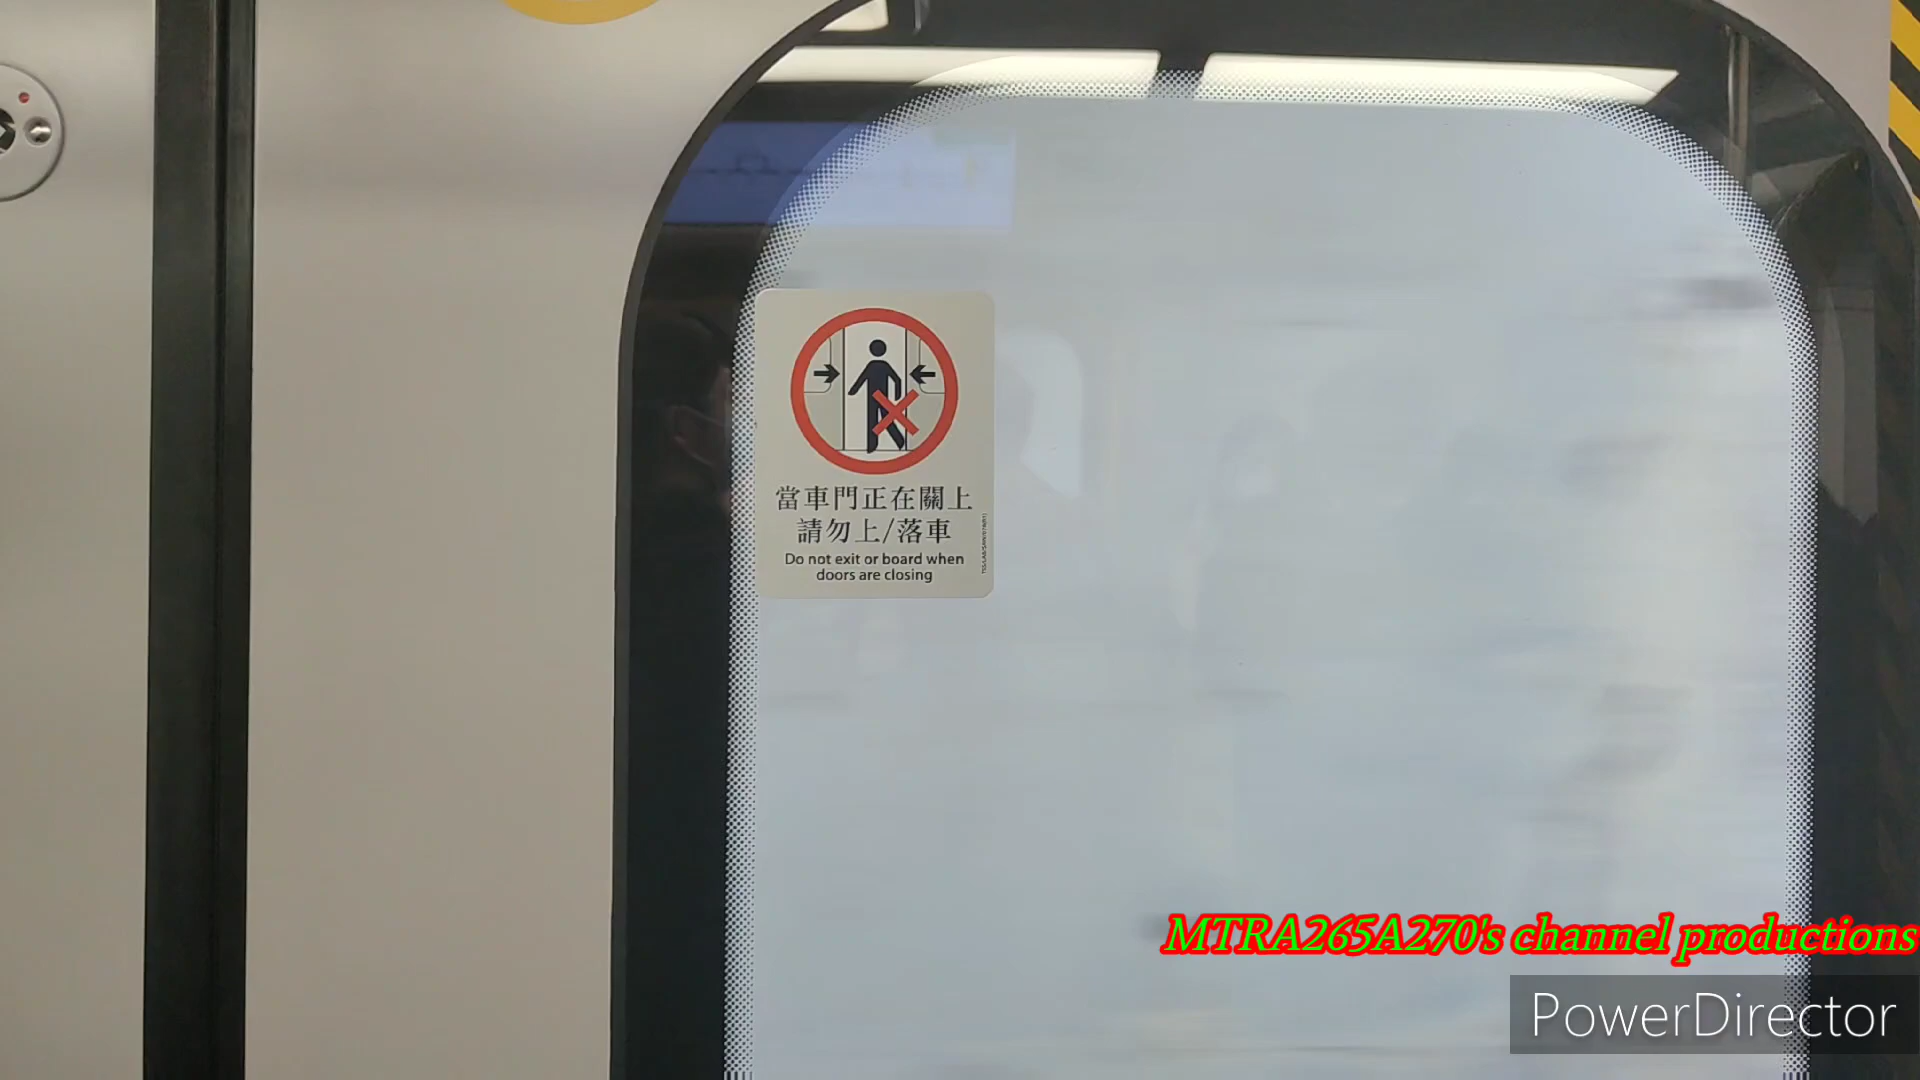 當車門正在關上
請勿上/落車
Do not exit or board when
doors are closing
MTRA265A270's channel productions
PowerDirector